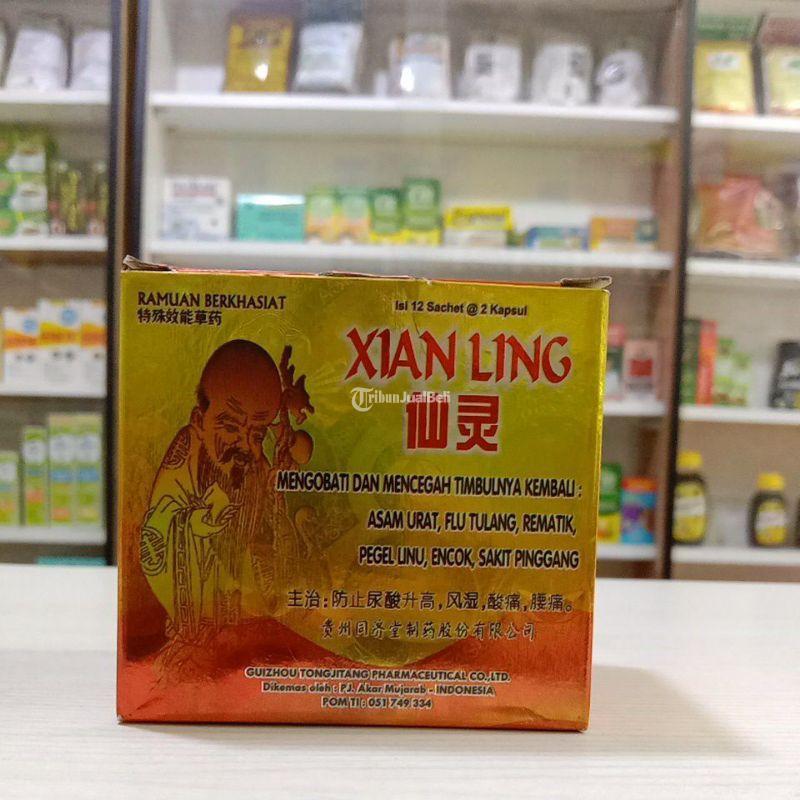 RAMUAN BERKHASIAT
特殊效能草药
Isi 12 Sachet @ 2 Kapsul
XIAN LING
TribunJualBeli
仙灵
MENGOBATI DAN MENCEGAH TIMBULNYA KEMBALI :
ASAM URAT, FLU TULANG, REMATIK,
PEGEL LINU, ENCOK, SAKIT PINGGANG
主治:防止尿酸升高,风湿,酸痛,腰痛。
贵州同济堂制药股份有限公司
GUIZHOU TONGJITANG PHARMACEUTICAL CO.,LTD.
Dikemas oleh : PJ. Akar Mujarab - INDONESIA
POM TI : 051 749 334